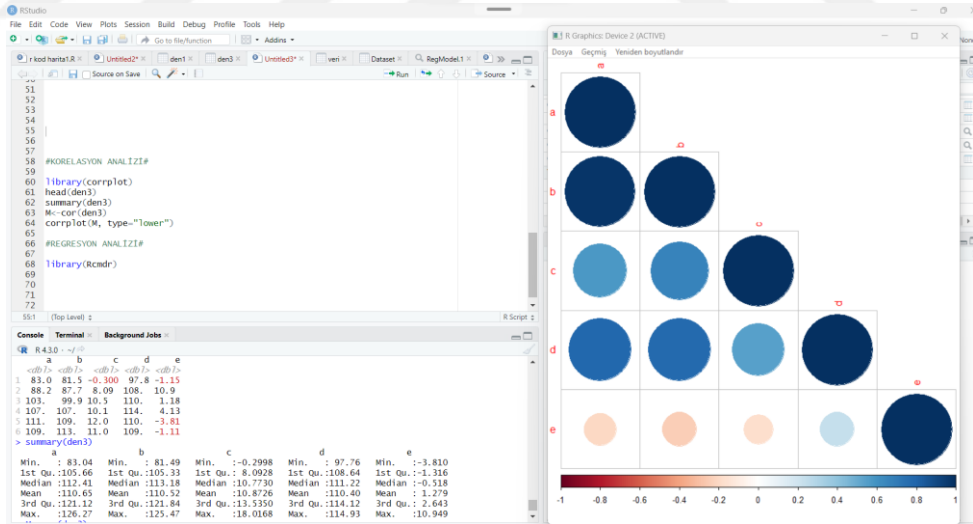 RStudio
File Edit Code View Plots Session Build Debug Profile Tools Help
Go to file/function Addins
r kod harita1.R Untitled2* den1 den3 Untitled3* veri Dataset RegModel.1
Source on Save Run Source
51
52
53
54
55
56
57
58 #KORELASYON ANALİZİ#
59
60 library(corrplot)
61 head(den3)
62 summary(den3)
63 M<-cor(den3)
64 corrplot(M, type="lower")
65
66 #REGRESYON ANALİZİ#
67
68 library(Rcmdr)
69
70
71
72
55:1 (Top Level) R Script
Console Terminal Background Jobs
R 4.3.0 · ~/
a b c d e
<dbl> <dbl> <dbl> <dbl> <dbl>
1 83.0 81.5 -0.300 97.8 -1.15
2 88.2 87.7 8.09 108. 10.9
3 103. 99.9 10.5 110. 1.18
4 107. 107. 10.1 114. 4.13
5 111. 109. 12.0 110. -3.81
6 109. 113. 11.0 109. -1.11
> summary(den3)
a b c d e
Min. : 83.04 Min. : 81.49 Min. :-0.2998 Min. : 97.76 Min. :-3.810
1st Qu.:105.66 1st Qu.:105.33 1st Qu.: 8.0928 1st Qu.:108.64 1st Qu.:-1.316
Median :112.41 Median :113.18 Median :10.7730 Median :111.22 Median :-0.518
Mean :110.65 Mean :110.52 Mean :10.8726 Mean :110.40 Mean : 1.279
3rd Qu.:121.12 3rd Qu.:121.84 3rd Qu.:13.5350 3rd Qu.:114.12 3rd Qu.: 2.643
Max. :126.27 Max. :125.47 Max. :18.0168 Max. :114.93 Max. :10.949
R Graphics: Device 2 (ACTIVE)
Dosya Geçmiş Yeniden boyutlandır
a
a
b
b
c
c
d
d
e
e
-1 -0.8 -0.6 -0.4 -0.2 0 0.2 0.4 0.6 0.8 1